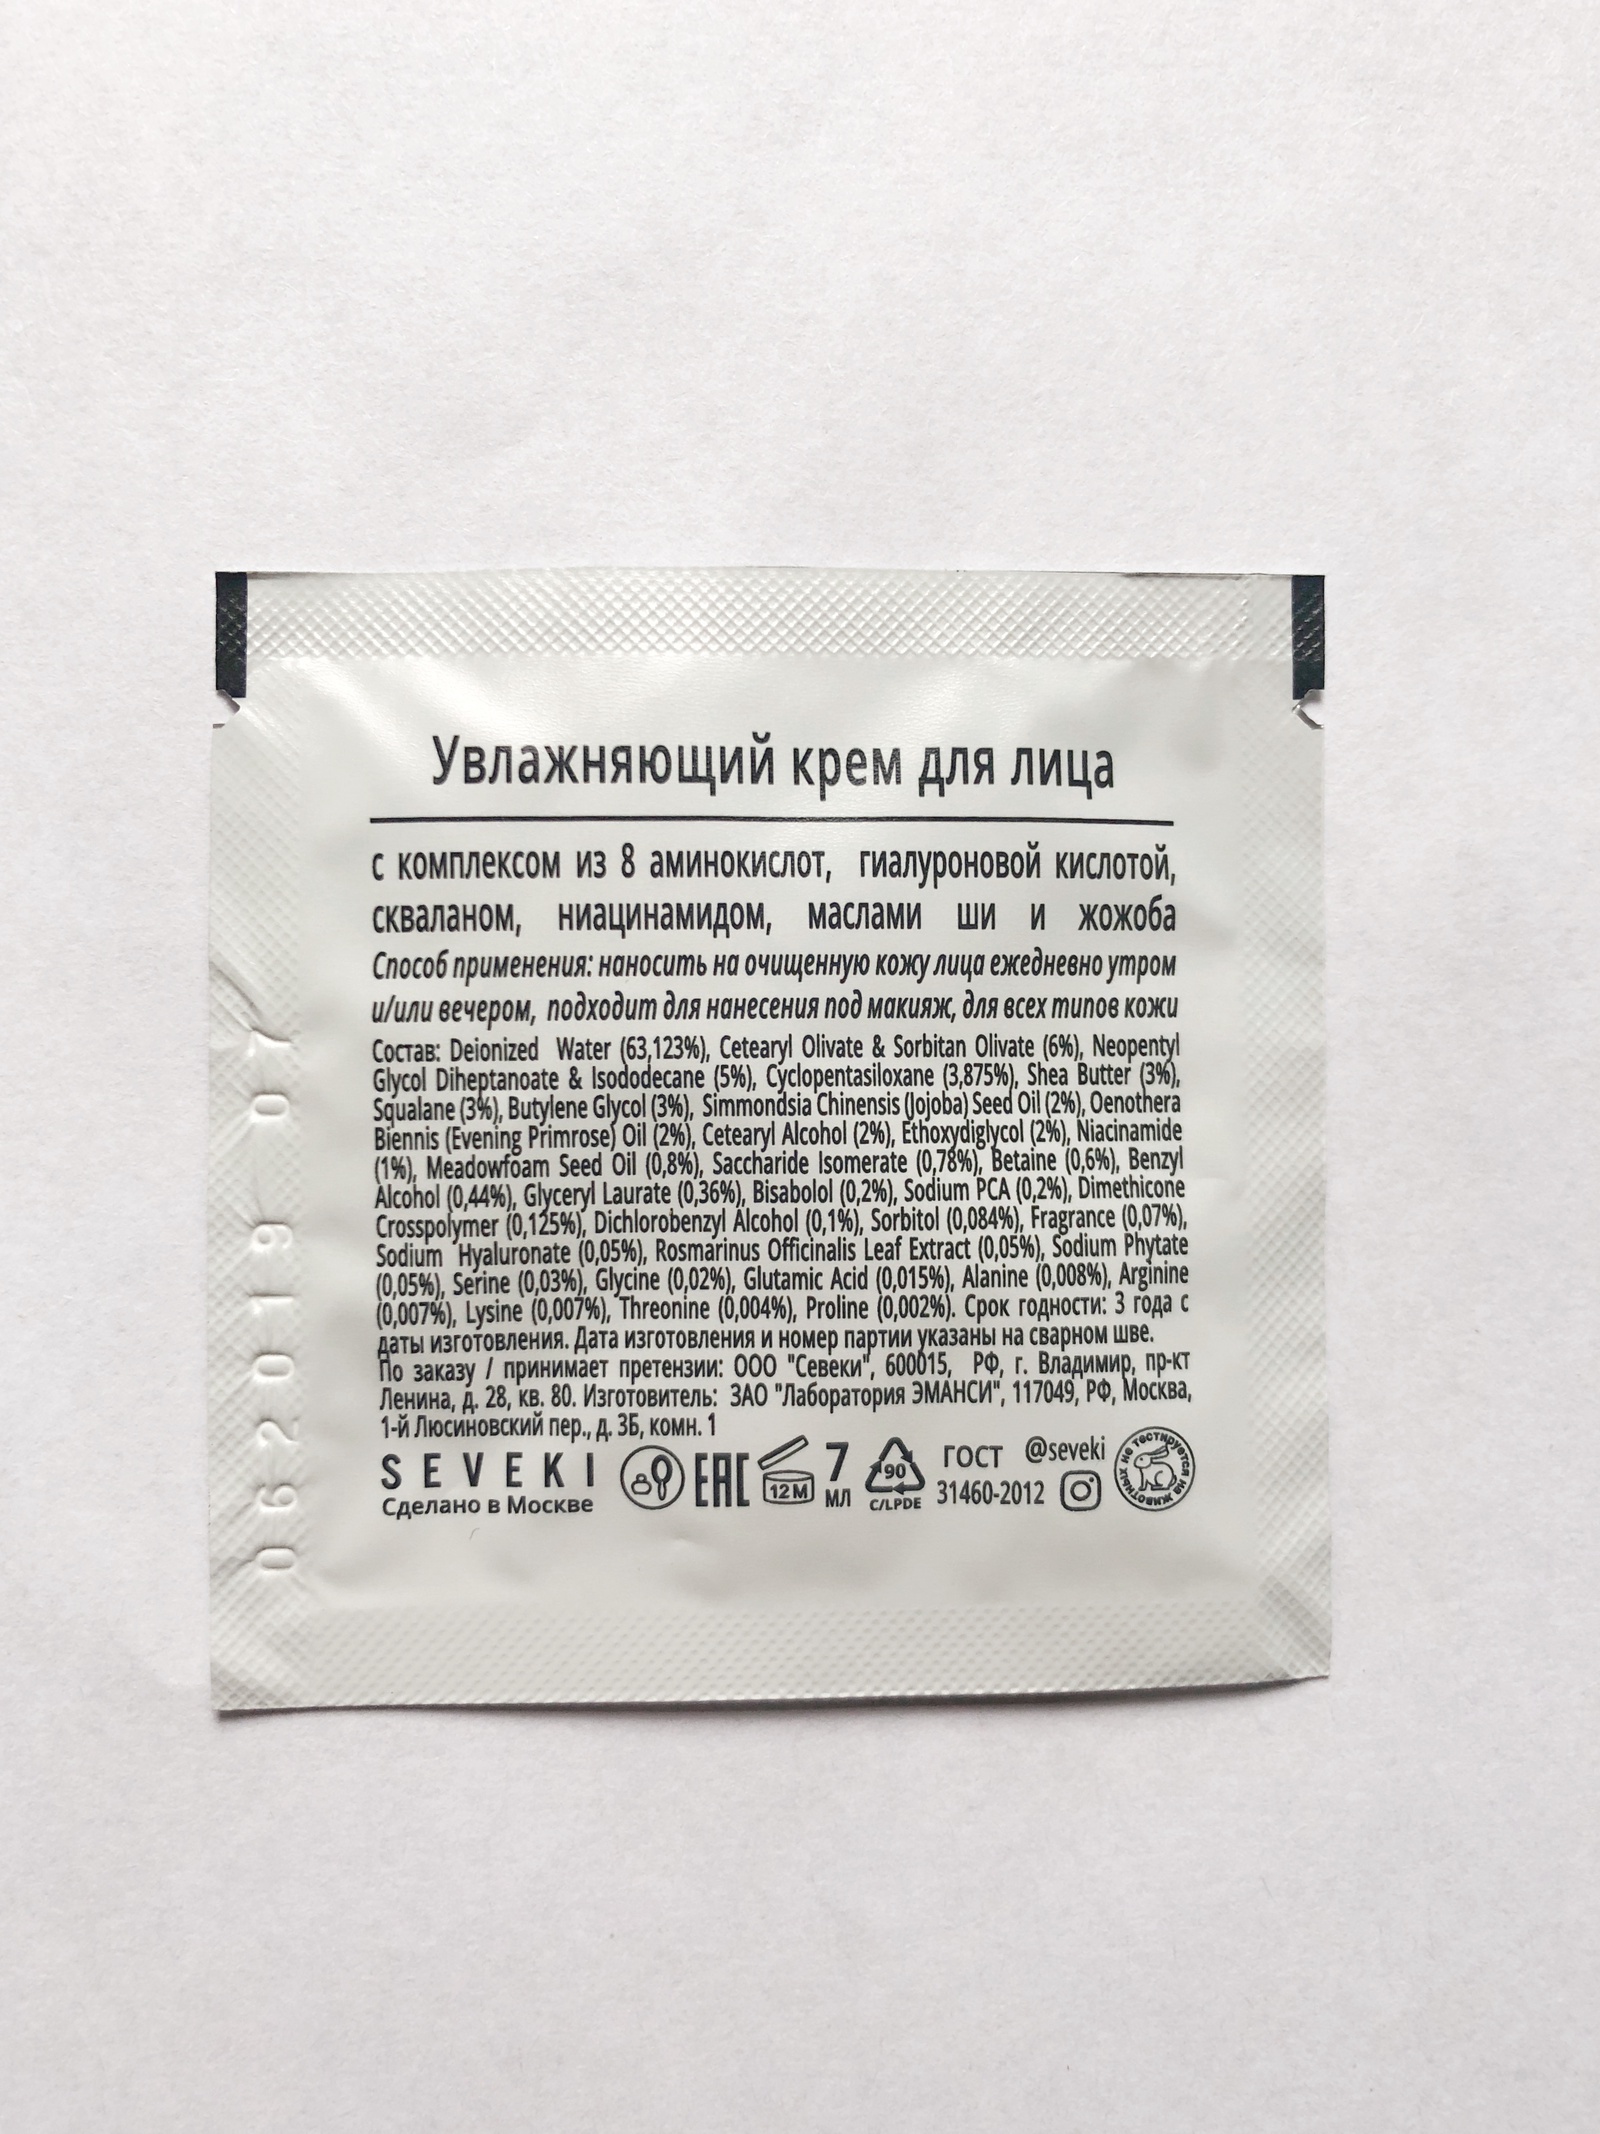 Увлажняющий крем для лица
с комплексом из 8 аминокислот, гиалуроновой кислотой,
скваланом, ниацинамидом, маслами ши и жожоба
Способ применения: наносить на очищенную кожу лица ежедневно утром
и/или вечером, подходит для нанесения под макияж, для всех типов кожи
Состав: Deionized Water (63,123%), Cetearyl Olivate & Sorbitan Olivate (6%), Neopentyl
Glycol Diheptanoate & Isododecane (5%), Cyclopentasiloxane (3,875%), Shea Butter (3%),
Squalane (3%), Butylene Glycol (3%), Simmondsia Chinensis (Jojoba) Seed Oil (2%), Oenothera
Biennis (Evening Primrose) Oil (2%), Cetearyl Alcohol (2%), Ethoxydiglycol (2%), Niacinamide
(1%), Meadowfoam Seed Oil (0,8%), Saccharide Isomerate (0,78%), Betaine (0,6%), Benzyl
Alcohol (0,44%), Glyceryl Laurate (0,36%), Bisabolol (0,2%), Sodium PCA (0,2%), Dimethicone
Crosspolymer (0,125%), Dichlorobenzyl Alcohol (0,1%), Sorbitol (0,084%), Fragrance (0,07%),
Sodium Hyaluronate (0,05%), Rosmarinus Officinalis Leaf Extract (0,05%), Sodium Phytate
(0,05%), Serine (0,03%), Glycine (0,02%), Glutamic Acid (0,015%), Alanine (0,008%), Arginine
(0,007%), Lysine (0,007%), Threonine (0,004%), Proline (0,002%). Срок годности: 3 года с
даты изготовления. Дата изготовления и номер партии указаны на сварном шве.
По заказу / принимает претензии: ООО "Севеки", 600015, РФ, г. Владимир, пр-кт
Ленина, д. 28, кв. 80. Изготовитель: ЗАО "Лаборатория ЭМАНСИ", 117049, РФ, Москва,
1-й Люсиновский пер., д. 3Б, комн. 1
SEVEKI
Сделано в Москве
EAC
12M
7
мл
90
C/LPDE
ГОСТ
31460-2012
@seveki
не тестируется на животных
062019 07